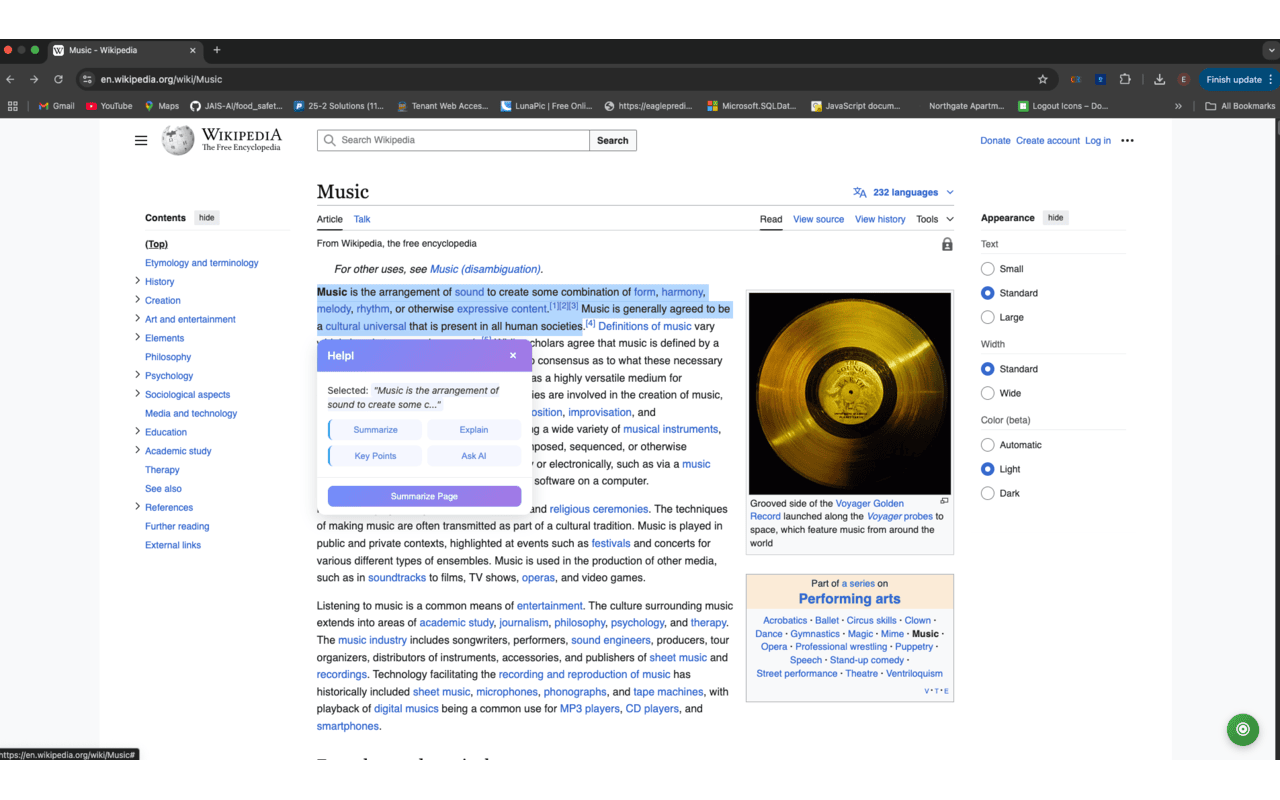 Music - Wikipedia
en.wikipedia.org/wiki/Music
E
Finish update
Gmail
YouTube
Maps
JAIS-AI/food_safet...
25-2 Solutions (11...
Tenant Web Acces...
LunaPic | Free Onli...
https://eaglepredi...
Microsoft.SQLDat...
JavaScript docum...
Northgate Apartm...
Logout Icons – Do...
All Bookmarks
WIKIPEDIA
The Free Encyclopedia
Search Wikipedia
Search
Donate Create account Log in
Music
232 languages
Article Talk
Read View source View history Tools
From Wikipedia, the free encyclopedia
Contents hide
(Top)
Etymology and terminology
History
Creation
Art and entertainment
Elements
Philosophy
Psychology
Sociological aspects
Media and technology
Education
Academic study
Therapy
See also
References
Further reading
External links
For other uses, see Music (disambiguation).
Music is the arrangement of sound to create some combination of form, harmony,
melody, rhythm, or otherwise expressive content.[1][2][3] Music is generally agreed to be
a cultural universal that is present in all human societies.[4] Definitions of music vary
cholars agree that music is defined by a
consensus as to what these necessary
as a highly versatile medium for
ies are involved in the creation of music,
osition, improvisation, and
g a wide variety of musical instruments,
posed, sequenced, or otherwise
y or electronically, such as via a music
software on a computer.
Helpl
Selected: "Music is the arrangement of
sound to create some c..."
Summarize Explain
Key Points Ask AI
Summarize Page
and religious ceremonies. The techniques
of making music are often transmitted as part of a cultural tradition. Music is played in
public and private contexts, highlighted at events such as festivals and concerts for
various different types of ensembles. Music is used in the production of other media,
such as in soundtracks to films, TV shows, operas, and video games.
Listening to music is a common means of entertainment. The culture surrounding music
extends into areas of academic study, journalism, philosophy, psychology, and therapy.
The music industry includes songwriters, performers, sound engineers, producers, tour
organizers, distributors of instruments, accessories, and publishers of sheet music and
recordings. Technology facilitating the recording and reproduction of music has
historically included sheet music, microphones, phonographs, and tape machines, with
playback of digital musics being a common use for MP3 players, CD players, and
smartphones.
Grooved side of the Voyager Golden
Record launched along the Voyager probes to
space, which feature music from around the
world
Part of a series on
Performing arts
Acrobatics · Ballet · Circus skills · Clown ·
Dance · Gymnastics · Magic · Mime · Music ·
Opera · Professional wrestling · Puppetry ·
Speech · Stand-up comedy ·
Street performance · Theatre · Ventriloquism
V·T·E
Appearance hide
Text
Small
Standard
Large
Width
Standard
Wide
Color (beta)
Automatic
Light
Dark
https://en.wikipedia.org/wiki/Music#